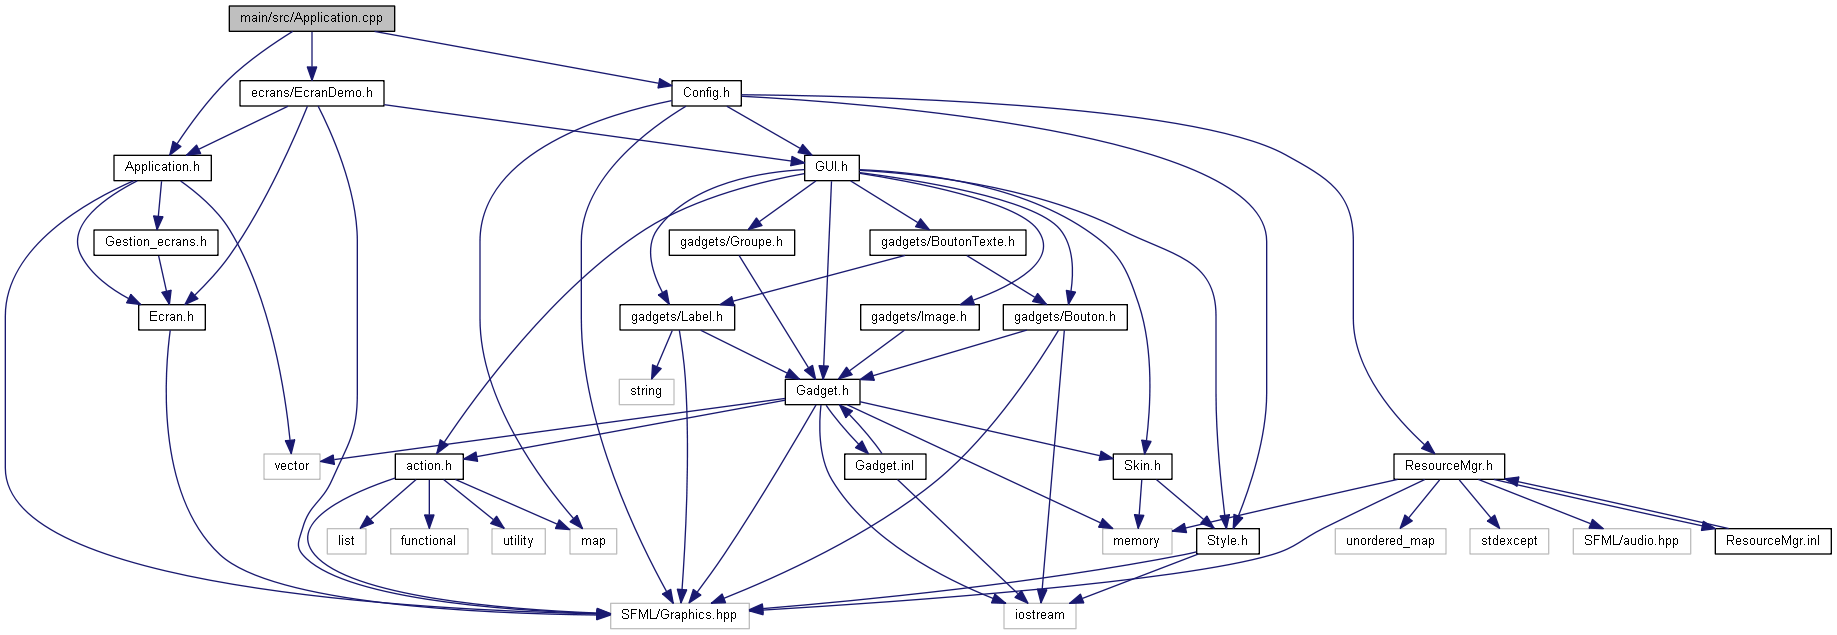 main/src/Application.cpp
ecrans/EcranDemo.h
Config.h
Application.h
GUI.h
Gestion_ecrans.h
gadgets/Groupe.h
gadgets/BoutonTexte.h
Ecran.h
gadgets/Label.h
gadgets/Image.h
gadgets/Bouton.h
string
Gadget.h
vector
action.h
Gadget.inl
Skin.h
ResourceMgr.h
list
functional
utility
map
memory
Style.h
unordered_map
stdexcept
SFML/audio.hpp
ResourceMgr.inl
SFML/Graphics.hpp
iostream